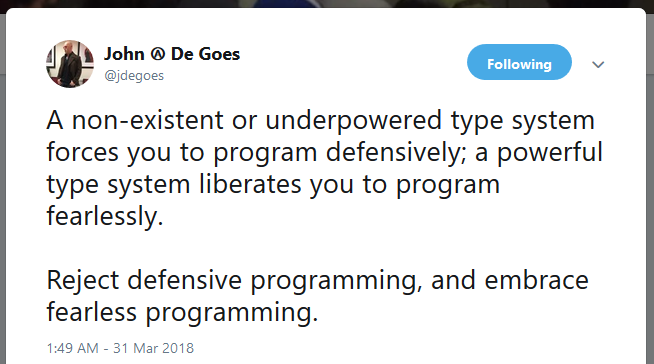 John Ⓐ De Goes
@jdegoes
Following
A non-existent or underpowered type system
forces you to program defensively; a powerful
type system liberates you to program
fearlessly.
Reject defensive programming, and embrace
fearless programming.
1:49 AM - 31 Mar 2018